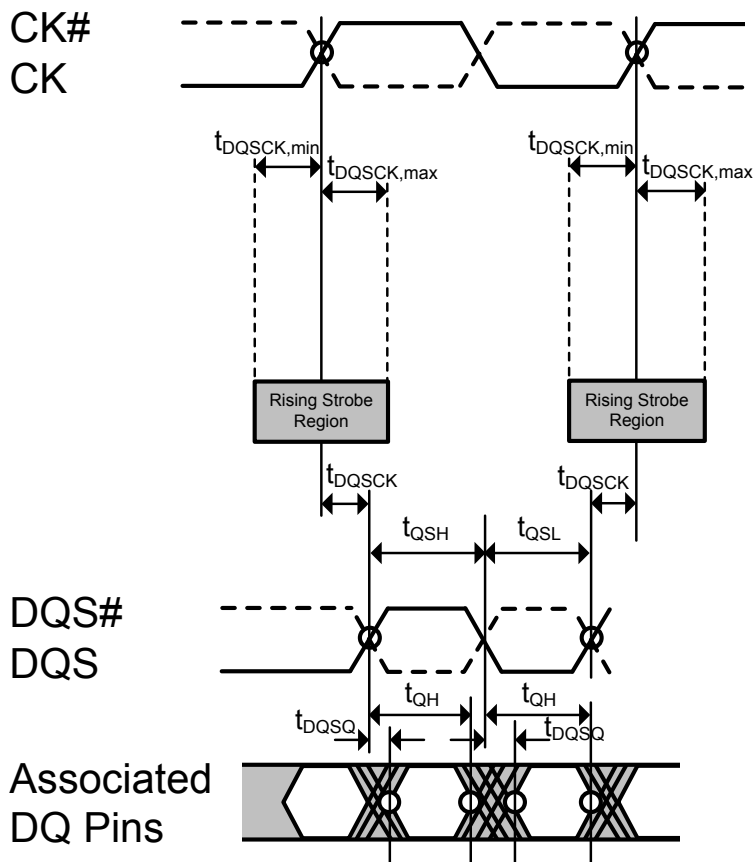 CK#
CK
tDQSCK,min
tDQSCK,max
tDQSCK,min
tDQSCK,max
Rising Strobe
Region
Rising Strobe
Region
tDQSCK
tDQSCK
tQSH
tQSL
DQS#
DQS
tQH
tQH
tDQSQ
tDQSQ
Associated
DQ Pins